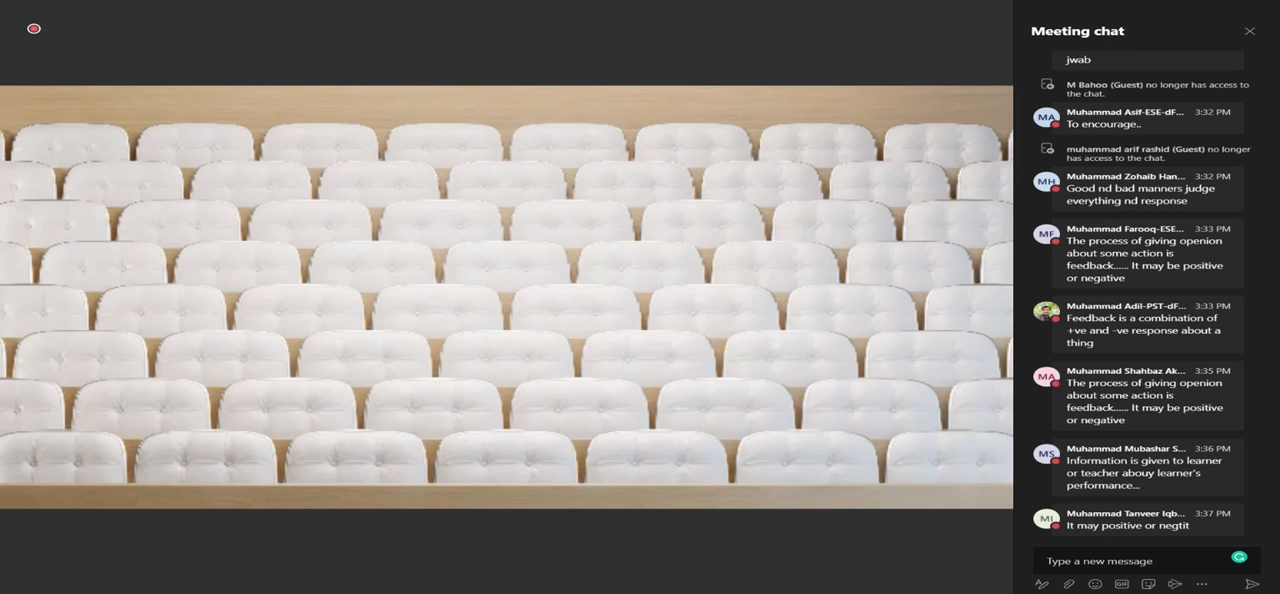 Meeting chat
jwab
M Bahoo (Guest) no longer has access to
the chat.
Muhammad Asif-ESE-dF... 3:32 PM
MA
To encourage..
muhammad arif rashid (Guest) no longer
has access to the chat.
Muhammad Zohaib Han... 3:32 PM
MH
Good nd bad manners judge
everything nd response
Muhammad Farooq-ESE... 3:33 PM
MF
The process of giving openion
about some action is
feedback...... It may be positive
or negative
Muhammad Adil-PST-dF... 3:33 PM
Feedback is a combination of
+ve and -ve response about a
thing
Muhammad Shahbaz Ak... 3:35 PM
MA
The process of giving openion
about some action is
feedback...... It may be positive
or negative
Muhammad Mubashar S... 3:36 PM
MS
Information is given to learner
or teacher abouy learner's
performance...
Muhammad Tanveer Iqb... 3:37 PM
MI
It may positive or negtit
Type a new message
GIF